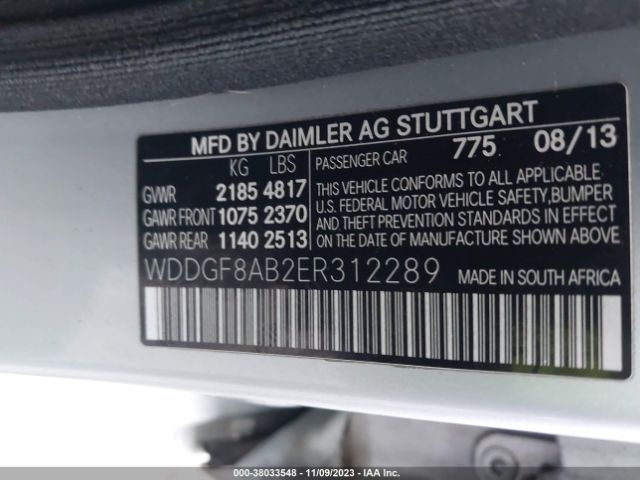 MFD BY DAIMLER AG STUTTGART
KG LBS
PASSENGER CAR 775 08/13
GVWR 2185 4817
GAWR FRONT 1075 2370
GAWR REAR 1140 2513
THIS VEHICLE CONFORMS TO ALL APPLICABLE
U.S. FEDERAL MOTOR VEHICLE SAFETY, BUMPER
AND THEFT PREVENTION STANDARDS IN EFFECT
ON THE DATE OF MANUFACTURE SHOWN ABOVE
WDDGF8AB2ER312289 MADE IN SOUTH AFRICA
000-38033548 - 11/09/2023 - IAA Inc.